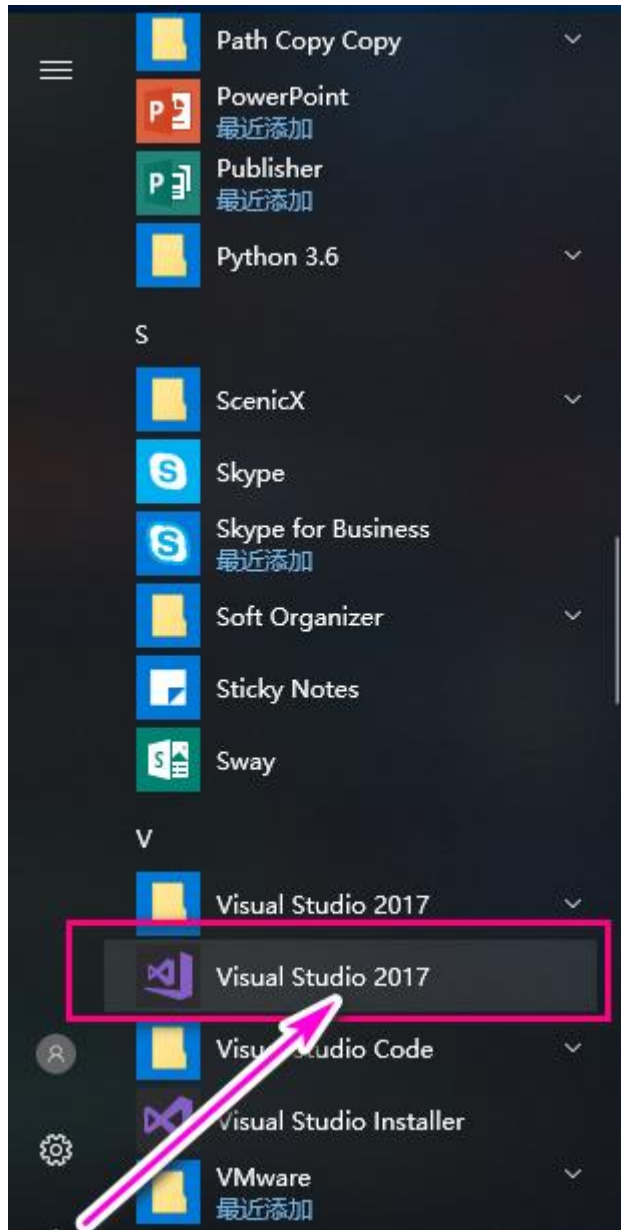 Path Copy Copy
PowerPoint
最近添加
Publisher
最近添加
Python 3.6
S
ScenicX
Skype
Skype for Business
最近添加
Soft Organizer
Sticky Notes
Sway
V
Visual Studio 2017
Visual Studio 2017
Visual Studio Code
Visual Studio Installer
VMware
最近添加